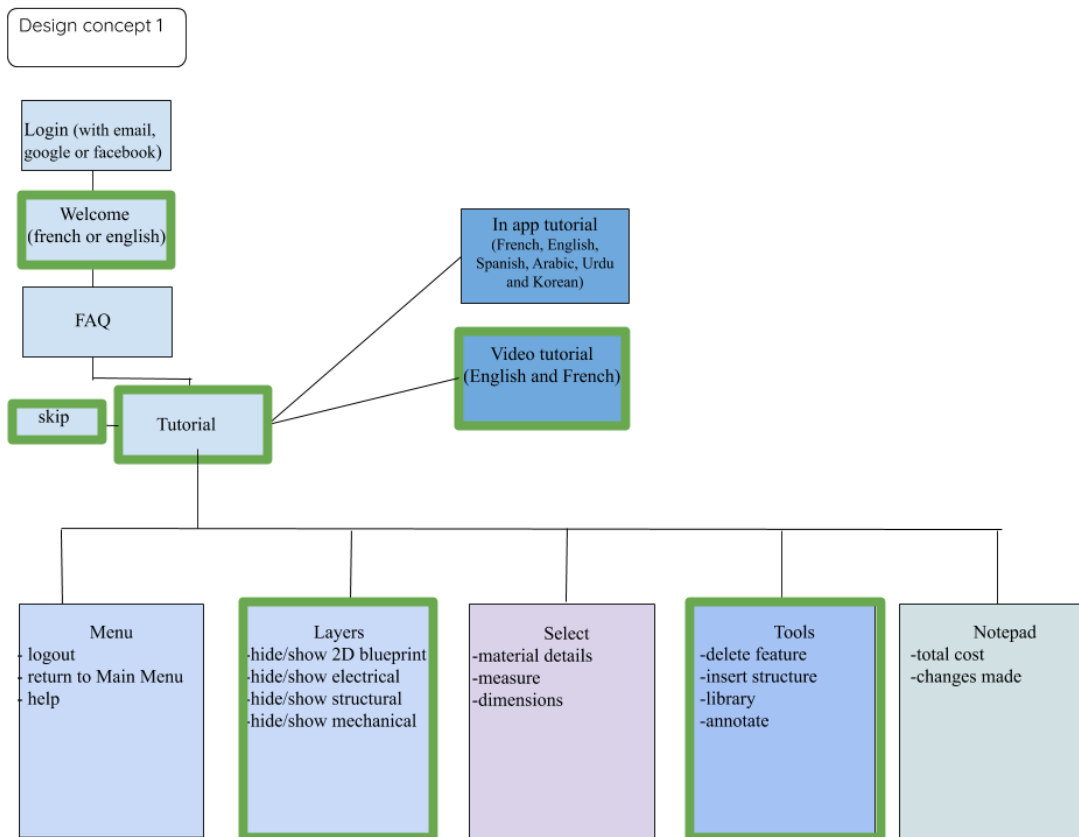 Design concept 1
Login (with email,
google or facebook)
Welcome
(french or english)
FAQ
skip
Tutorial
In app tutorial
(French, English,
Spanish, Arabic, Urdu
and Korean)
Video tutorial
(English and French)
Menu
- logout
- return to Main Menu
- help
Layers
-hide/show 2D blueprint
-hide/show electrical
-hide/show structural
-hide/show mechanical
Select
-material details
-measure
-dimensions
Tools
-delete feature
-insert structure
-library
-annotate
Notepad
-total cost
-changes made